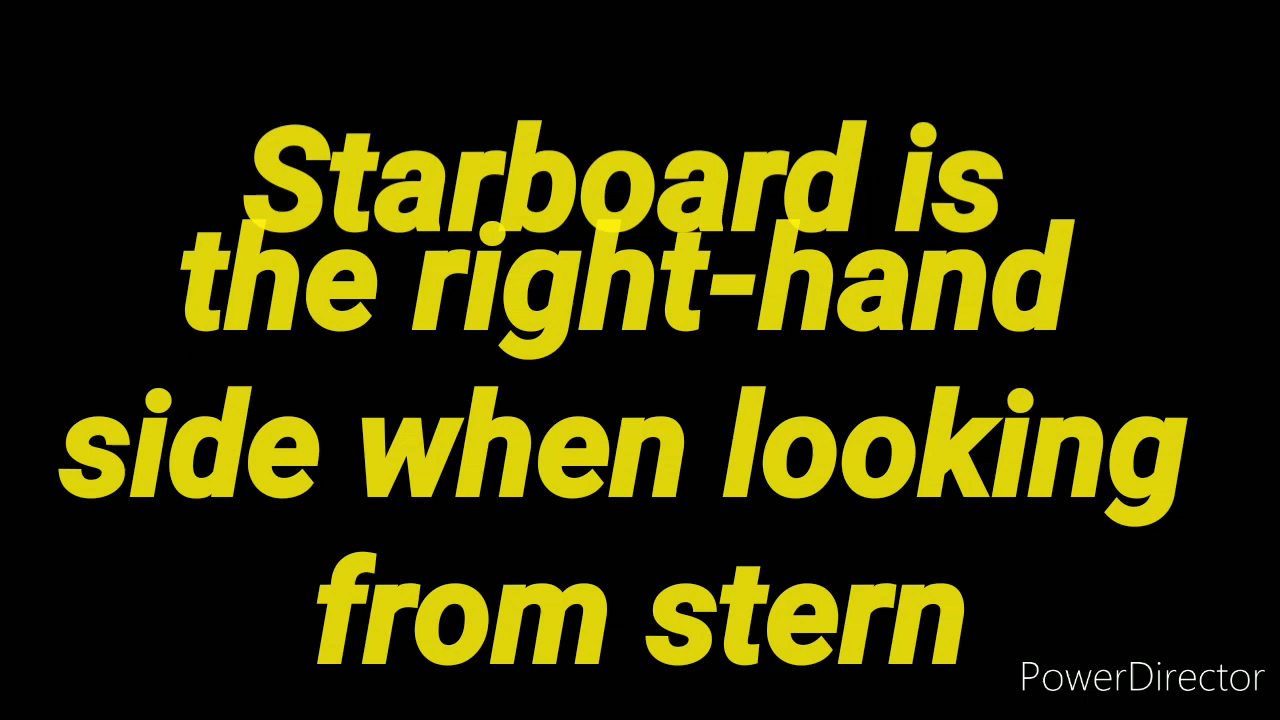 Starboard is
the right-hand
side when looking
from stern
PowerDirector